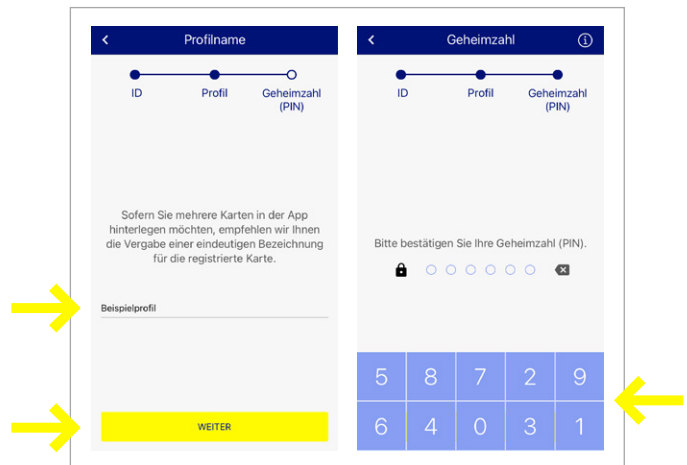 Profilname
ID Profil Geheimzahl
(PIN)
Sofern Sie mehrere Karten in der App
hinterlegen möchten, empfehlen wir Ihnen
die Vergabe einer eindeutigen Bezeichnung
für die registrierte Karte.
Beispielprofil
WEITER
Geheimzahl
ID Profil Geheimzahl
(PIN)
Bitte bestätigen Sie Ihre Geheimzahl (PIN).
5 8 7 2 9
6 4 0 3 1